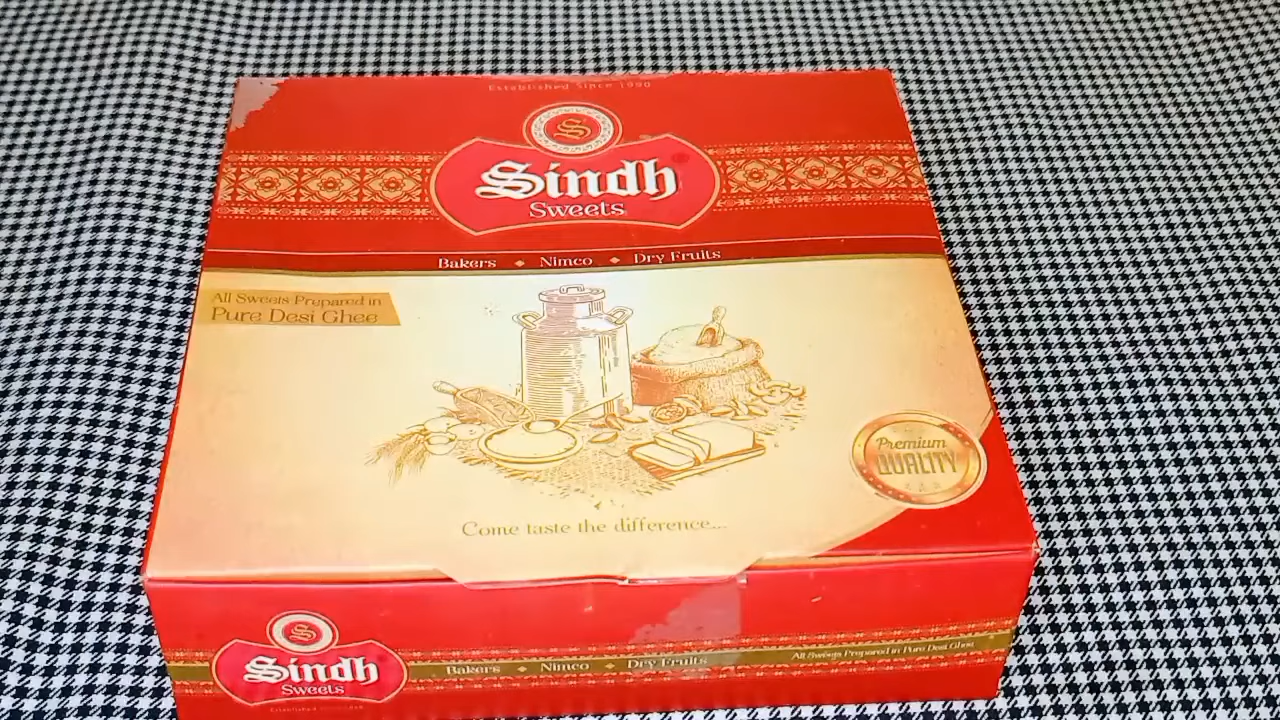 Established Since 1990
S
Sindh
Sweets
Bakers ◆ Nimco ◆ Dry Fruits
All Sweets Prepared in
Pure Desi Ghee
Premium
QUALITY
Come taste the difference...
S
Sindh
Sweets
Bakers ◆ Nimco ◆ Dry Fruits
All Sweets Prepared in Pure Desi Ghee
Established